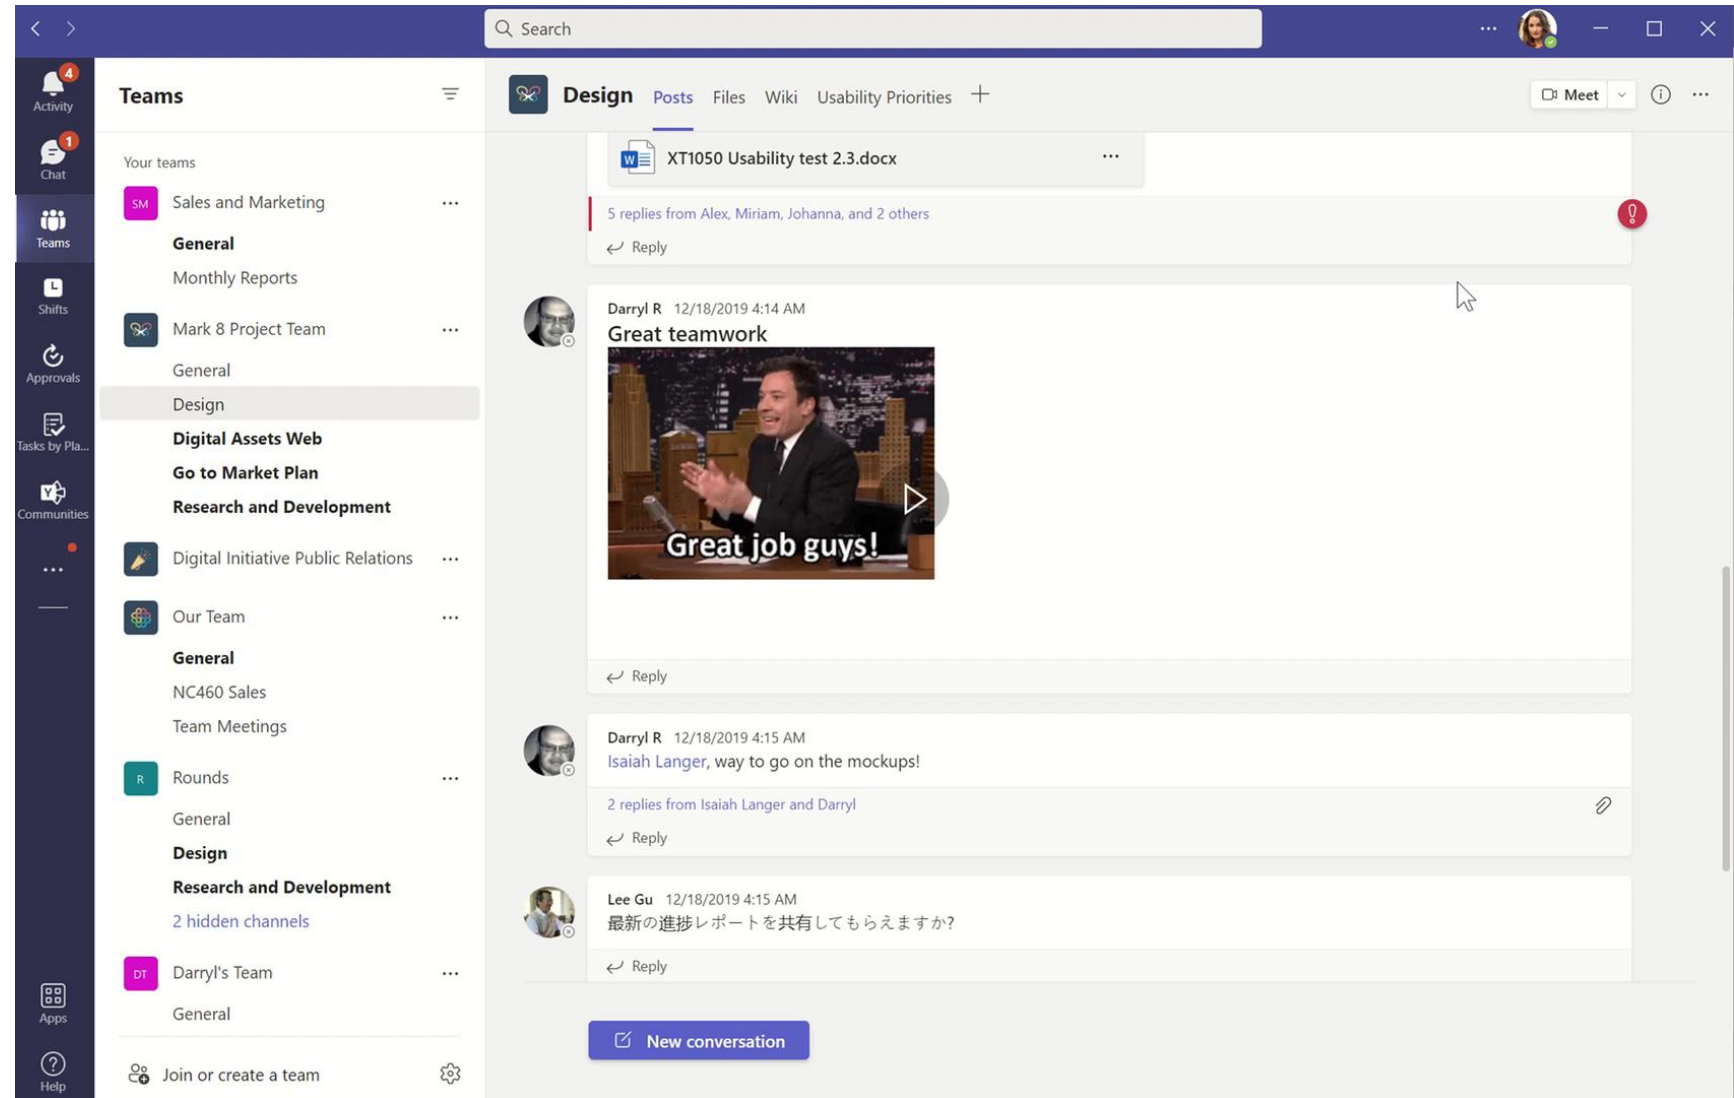 Search
Activity
4
Chat
1
Teams
Shifts
Approvals
Tasks by Pla...
Communities
Apps
Help
Teams
Your teams
SM Sales and Marketing
General
Monthly Reports
Mark 8 Project Team
General
Design
Digital Assets Web
Go to Market Plan
Research and Development
Digital Initiative Public Relations
Our Team
General
NC460 Sales
Team Meetings
R Rounds
General
Design
Research and Development
2 hidden channels
DT Darryl's Team
General
Join or create a team
Design Posts Files Wiki Usability Priorities
Meet
W XT1050 Usability test 2.3.docx
5 replies from Alex, Miriam, Johanna, and 2 others
Reply
Darryl R 12/18/2019 4:14 AM
Great teamwork
Great job guys!
Reply
Darryl R 12/18/2019 4:15 AM
Isaiah Langer, way to go on the mockups!
2 replies from Isaiah Langer and Darryl
Reply
Lee Gu 12/18/2019 4:15 AM
最新の進捗レポートを共有してもらえますか?
Reply
New conversation